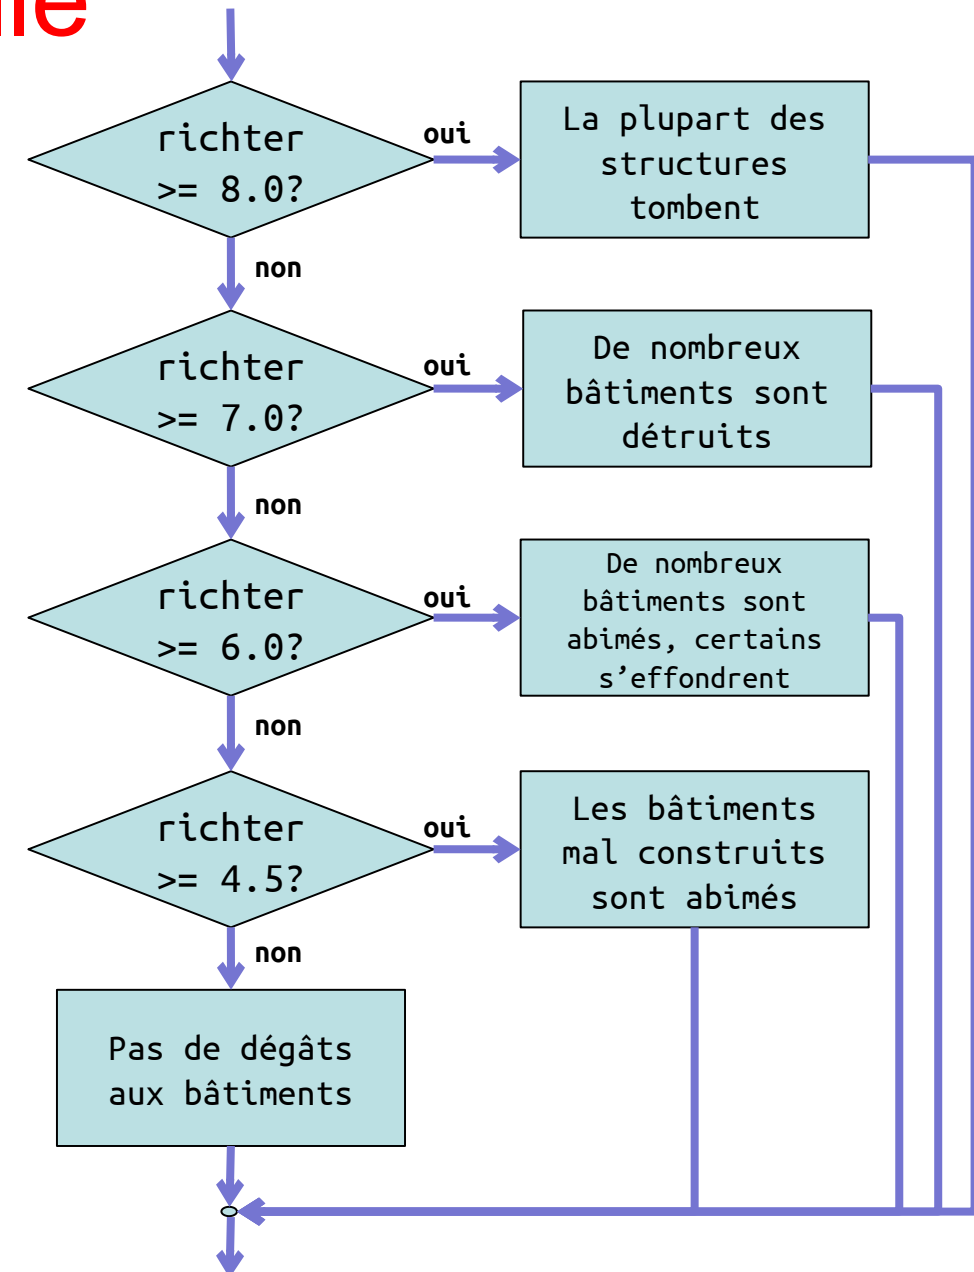 richter
>= 8.0?
oui
La plupart des
structures
tombent
non
richter
>= 7.0?
oui
De nombreux
bâtiments sont
détruits
non
richter
>= 6.0?
oui
De nombreux
bâtiments sont
abimés, certains
s’effondrent
non
richter
>= 4.5?
oui
Les bâtiments
mal construits
sont abimés
non
Pas de dégâts
aux bâtiments